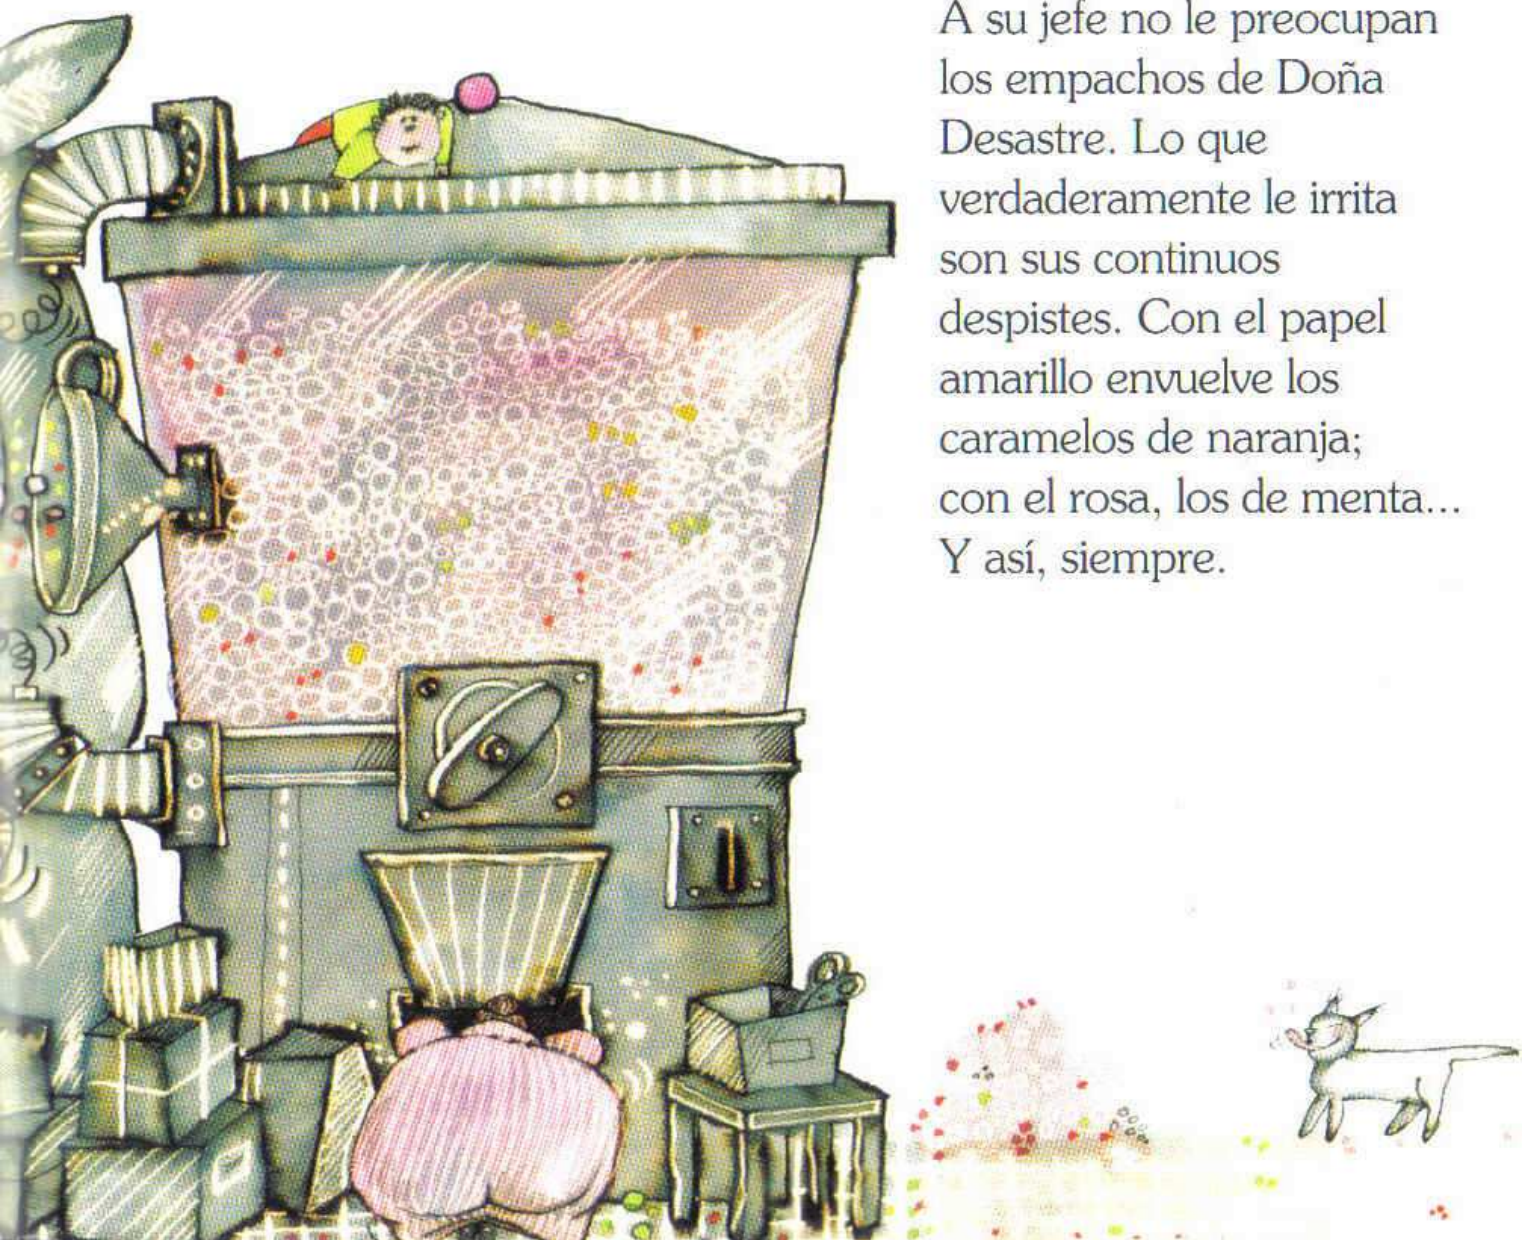 A su jefe no le preocupan
los empachos de Doña
Desastre. Lo que
verdaderamente le irrita
son sus continuos
despistes. Con el papel
amarillo envuelve los
caramelos de naranja;
con el rosa, los de menta...
Y así, siempre.